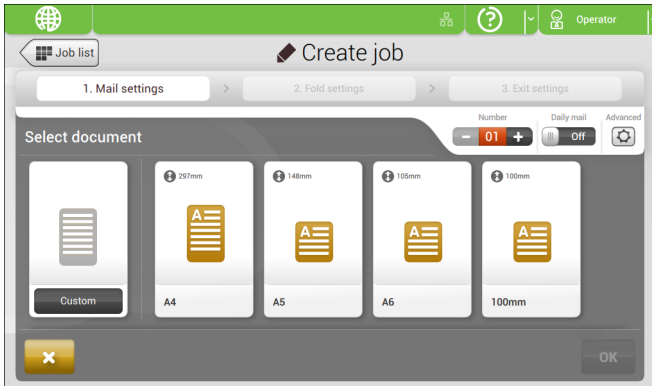 Operator
Job list
Create job
1. Mail settings
>
2. Fold settings
>
3. Exit settings
Select document
Number
Daily mail
Advanced
- 01 +
Off
297mm
148mm
105mm
100mm
A
A
A
A
Custom
A4
A5
A6
100mm
OK